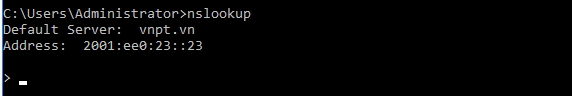 C:\Users\Administrator>nslookup
Default Server:  vnpt.vn
Address:  2001:ee0:23::23
>